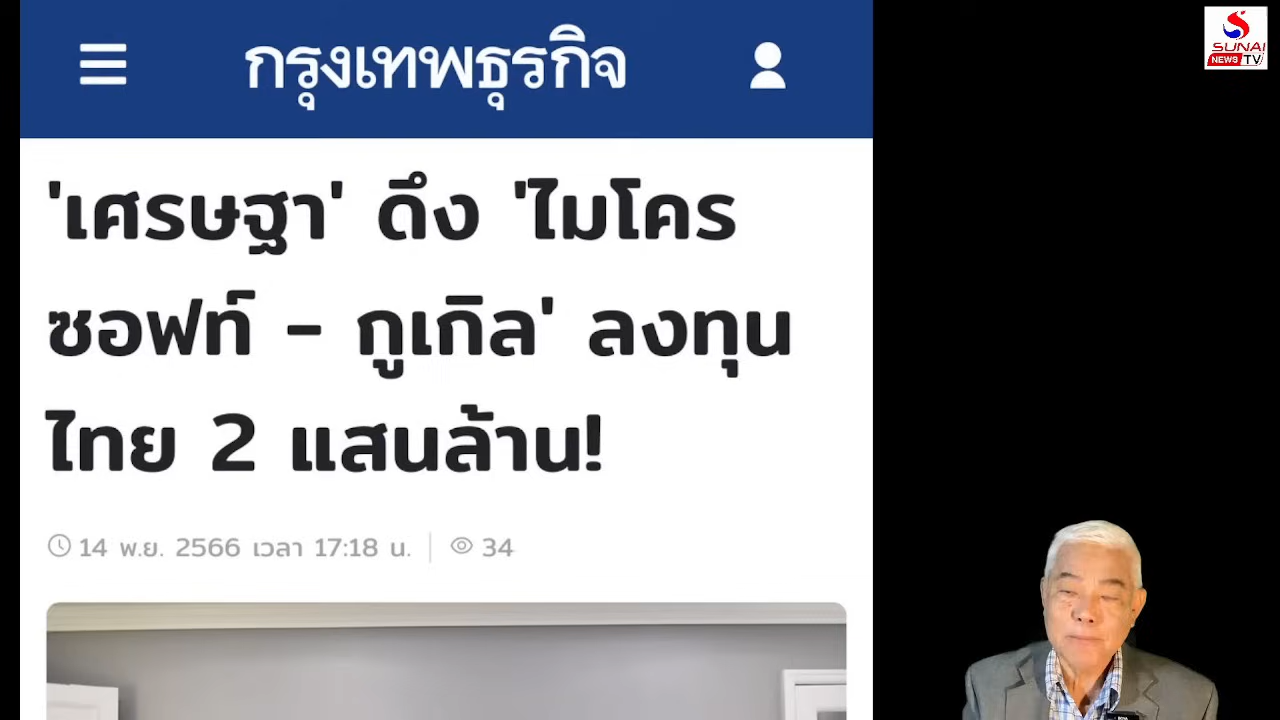 กรุงเทพธุรกิจ
SUNAI
NEWS TV
'เศรษฐา' ดึง 'ไมโคร
ซอฟท์ - กูเกิล' ลงทุน
ไทย 2 แสนล้าน!
14 พ.ย. 2566 เวลา 17:18 น. 34